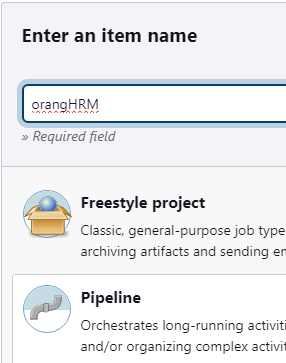 Enter an item name
orangHRM
» Required field
Freestyle project
Classic, general-purpose job type
archiving artifacts and sending
Pipeline
Orchestrates long-running
and/or organizing complex